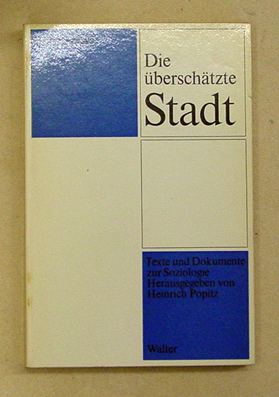 Die
überschätzte
Stadt
Texte und Dokumente
zur Soziologie
Herausgegeben von
Heinrich Popitz
Walter